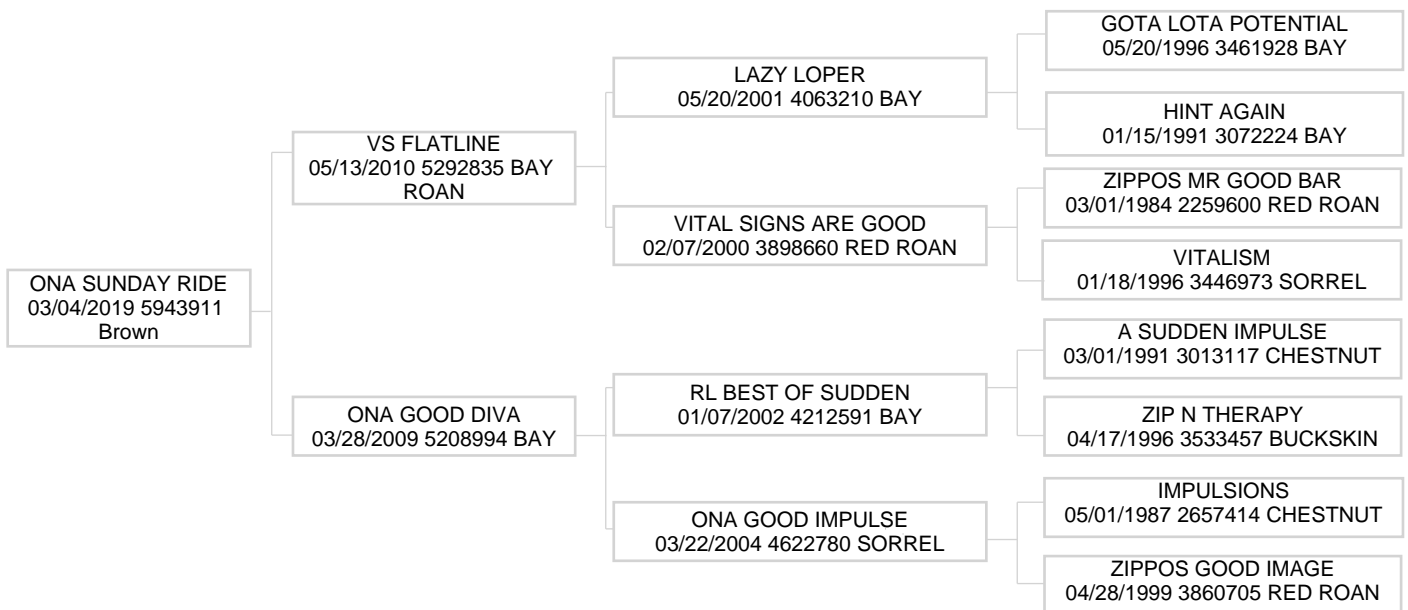 ONA SUNDAY RIDE
03/04/2019 5943911
Brown
VS FLATLINE
05/13/2010 5292835 BAY
ROAN
ONA GOOD DIVA
03/28/2009 5208994 BAY
LAZY LOPER
05/20/2001 4063210 BAY
VITAL SIGNS ARE GOOD
02/07/2000 3898660 RED ROAN
RL BEST OF SUDDEN
01/07/2002 4212591 BAY
ONA GOOD IMPULSE
03/22/2004 4622780 SORREL
GOTA LOTA POTENTIAL
05/20/1996 3461928 BAY
HINT AGAIN
01/15/1991 3072224 BAY
ZIPPOS MR GOOD BAR
03/01/1984 2259600 RED ROAN
VITALISM
01/18/1996 3446973 SORREL
A SUDDEN IMPULSE
03/01/1991 3013117 CHESTNUT
ZIP N THERAPY
04/17/1996 3533457 BUCKSKIN
IMPULSIONS
05/01/1987 2657414 CHESTNUT
ZIPPOS GOOD IMAGE
04/28/1999 3860705 RED ROAN